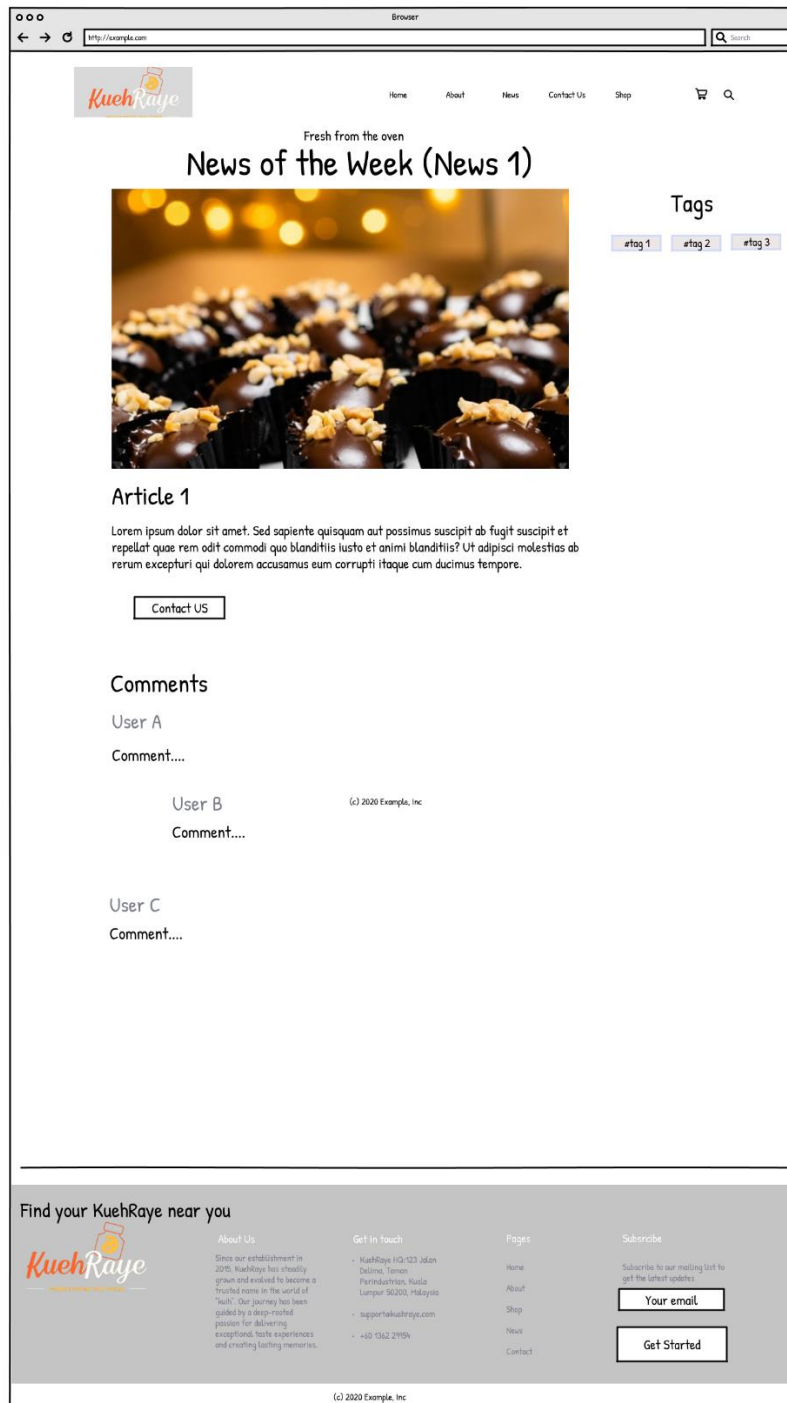 Browser
http://example.com
Search
KuehRaye
Home About News Contact Us Shop
Fresh from the oven
News of the Week (News 1)
Tags
#tag 1 #tag 2 #tag 3
Article 1
Lorem ipsum dolor sit amet. Sed sapiente quisquam aut possimus suscipit ab fugit suscipit et
repellat quae rem odit commodi quo blanditiis iusto et animi blanditiis? Ut adipisci molestias ab
rerum excepturi qui dolorem accusamus eum corrupti itaque cum ducimus tempore.
Contact US
Comments
User A
Comment....
User B
(c) 2020 Example, Inc
Comment....
User C
Comment....
Find your KuehRaye near you
KuehRaye
About Us
Since our establishment in
2015, KuehRaye has steadily
grown and evolved to become a
trusted name in the world of
"kuih". Our journey has been
guided by a deep-rooted
passion for delivering
exceptional taste experiences
and creating lasting memories.
Get in touch
- KuehRaye HQ: 123 Jalan
Delima, Taman
Perindustrian, Kuala
Lumpur 50200, Malaysia
- support@kuehraye.com
- +60 1362 29154
Pages
Home
About
Shop
News
Contact
Subsrcibe
Subscribe to our mailing list to
get the latest updates
Your email
Get Started
(c) 2020 Example, Inc